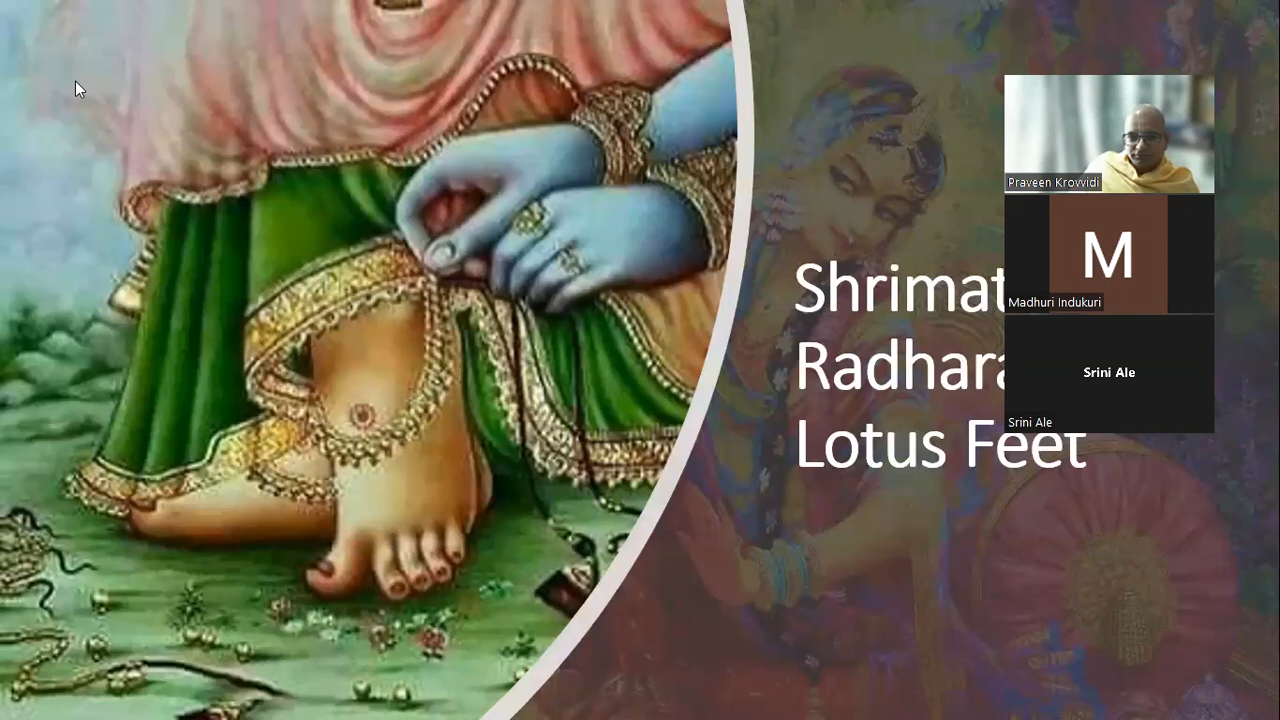 Shrimat
Radhara
Lotus Feet
Praveen Krovvidi
M
Madhuri Indukuri
Srini Ale
Srini Ale